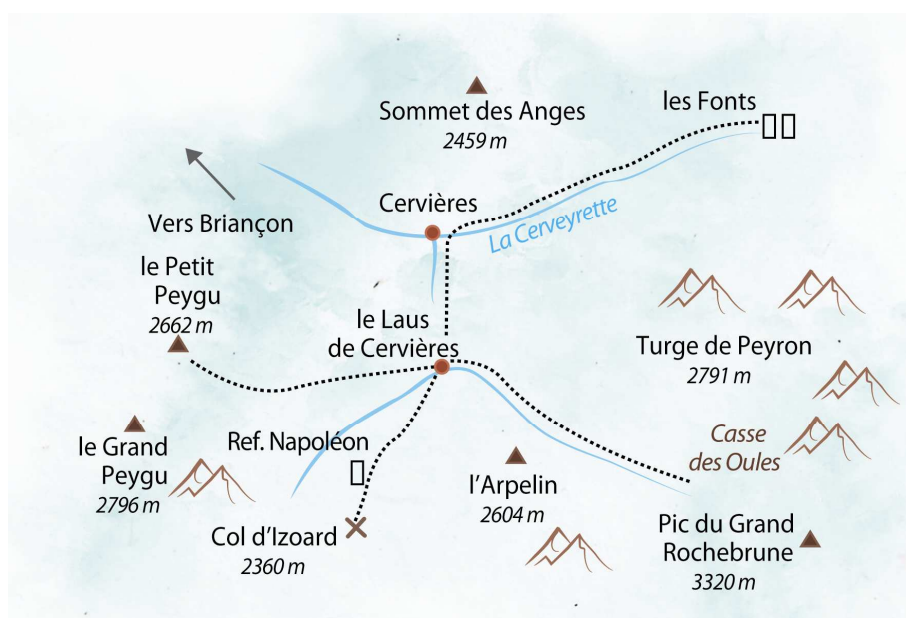 Sommet des Anges
2459 m
les Fonts
Vers Briançon
Cervières
La Cerveyrette
le Petit
Peygu
2662 m
le Laus
de Cervières
Turge de Peyron
2791 m
le Grand
Peygu
2796 m
Ref. Napoléon
Casse
des Oules
l'Arpelin
2604 m
Col d'Izoard
2360 m
Pic du Grand
Rochebrune
3320 m